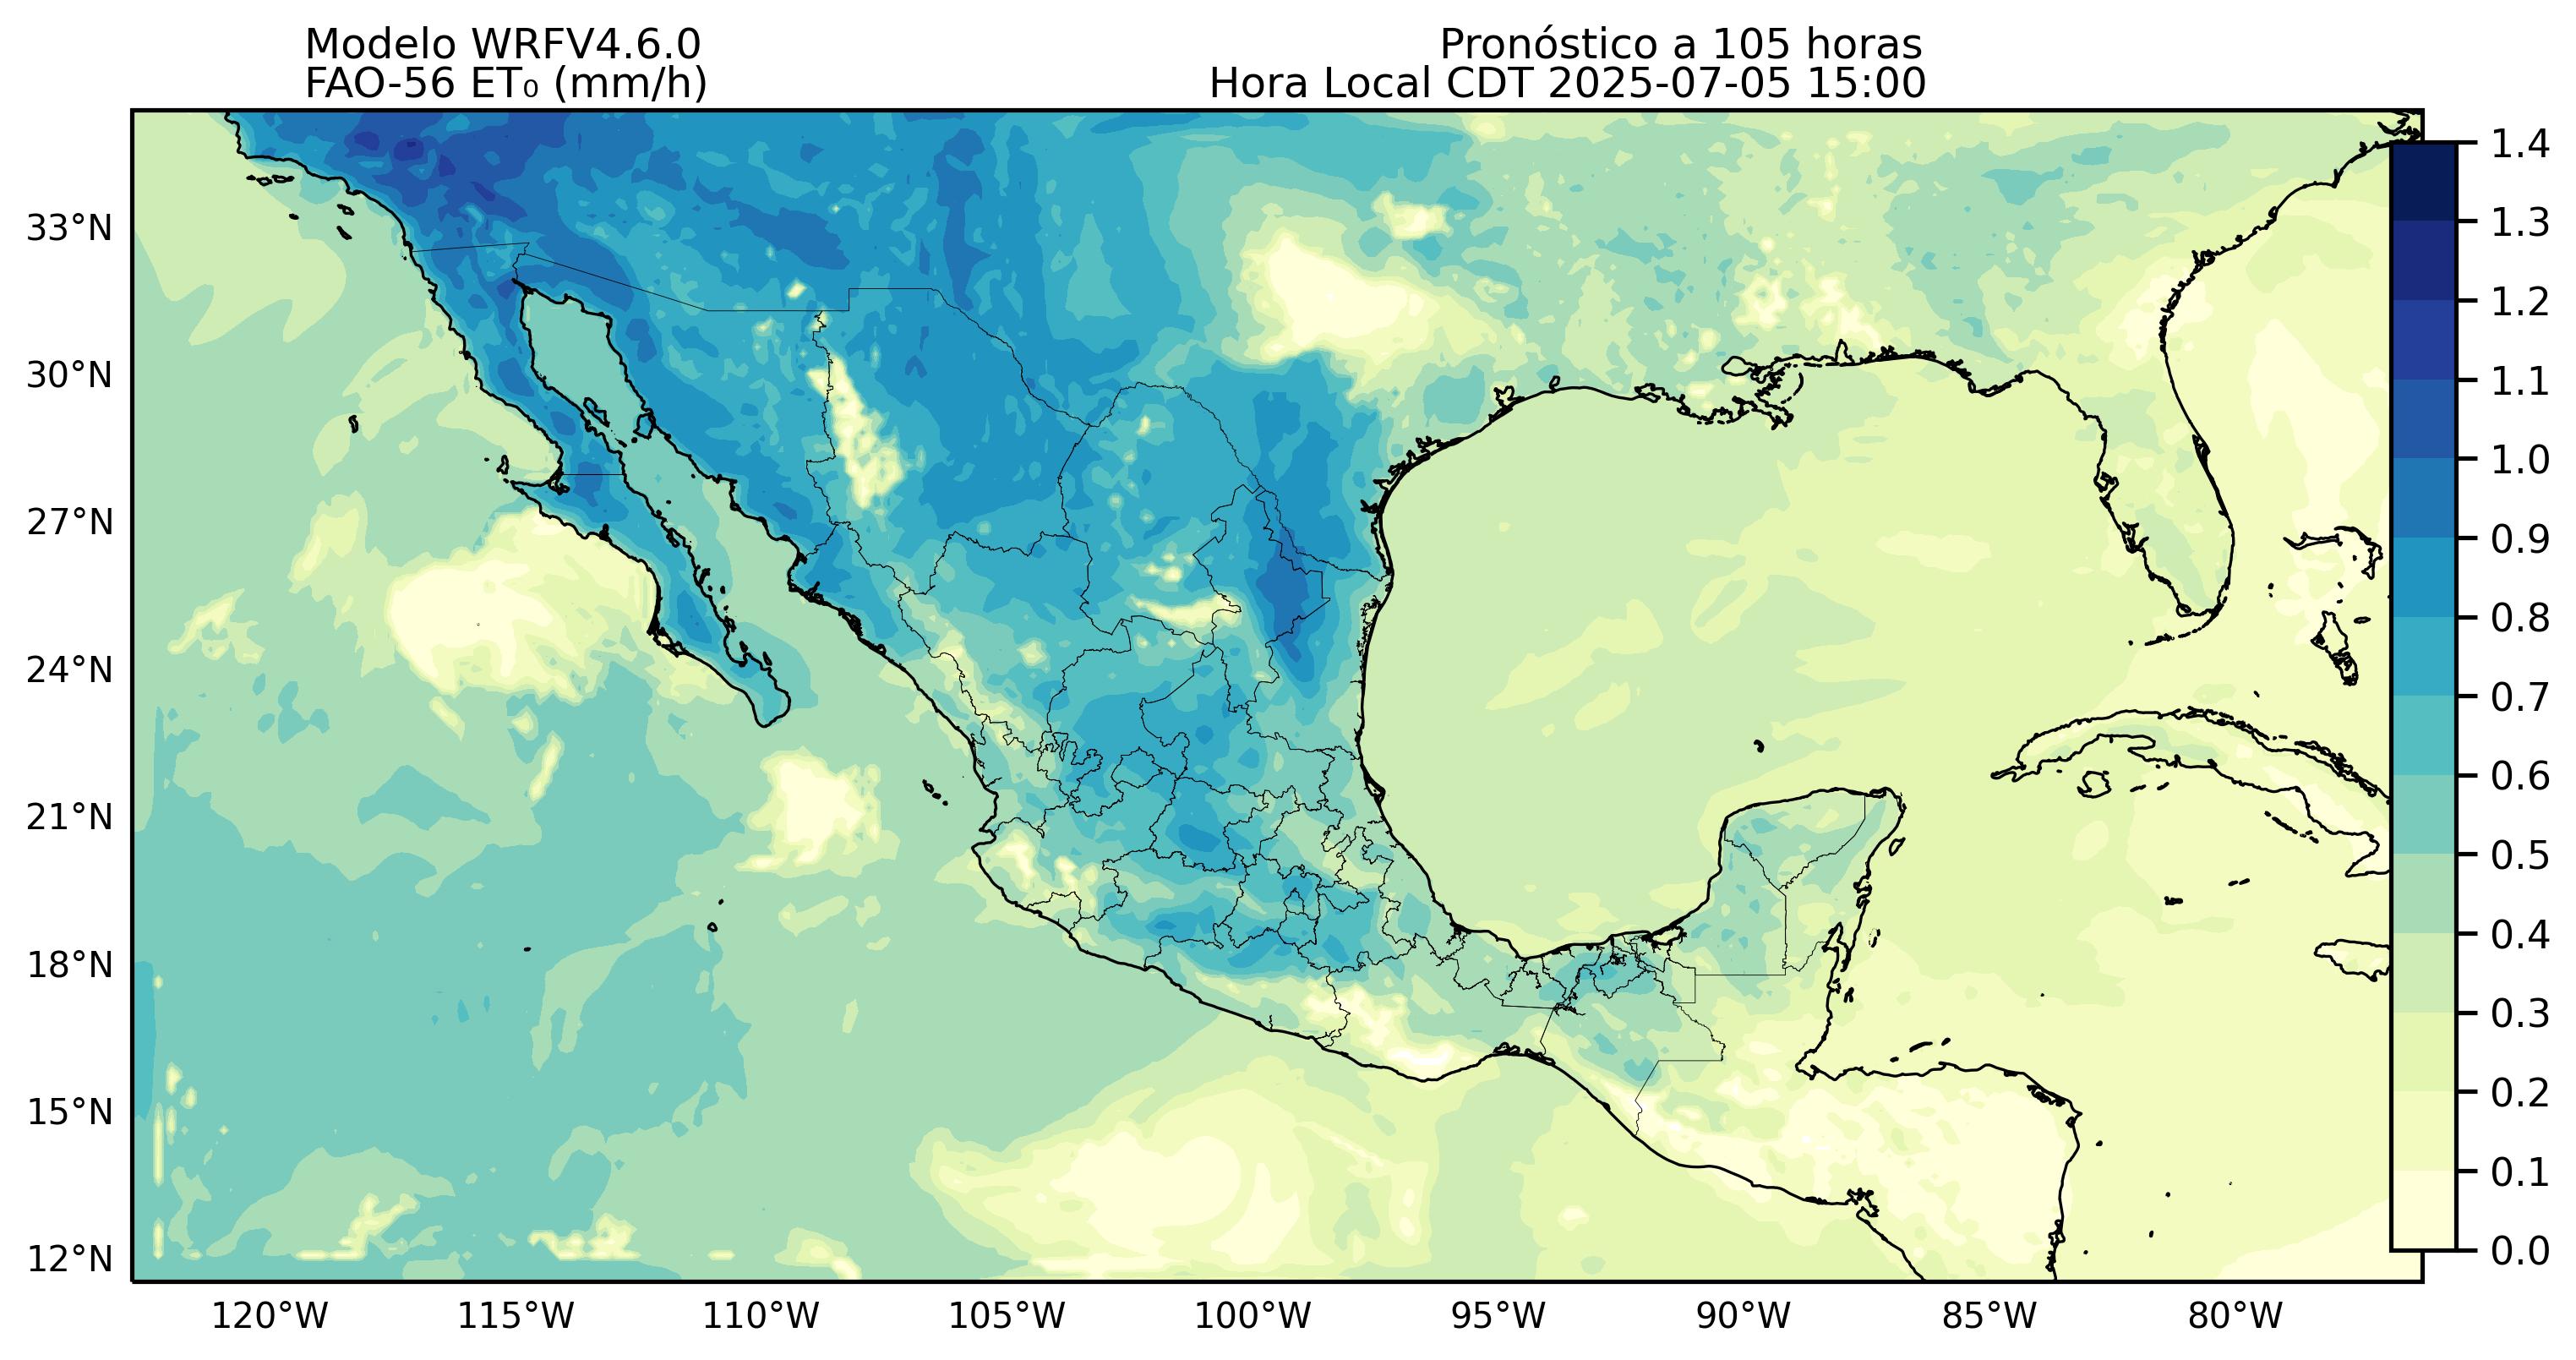 Modelo WRFV4.6.0
FAO-56 ET₀ (mm/h)
Pronóstico a 105 horas
Hora Local CDT 2025-07-05 15:00
33°N
30°N
27°N
24°N
21°N
18°N
15°N
12°N
120°W
115°W
110°W
105°W
100°W
95°W
90°W
85°W
80°W
1.4
1.3
1.2
1.1
1.0
0.9
0.8
0.7
0.6
0.5
0.4
0.3
0.2
0.1
0.0